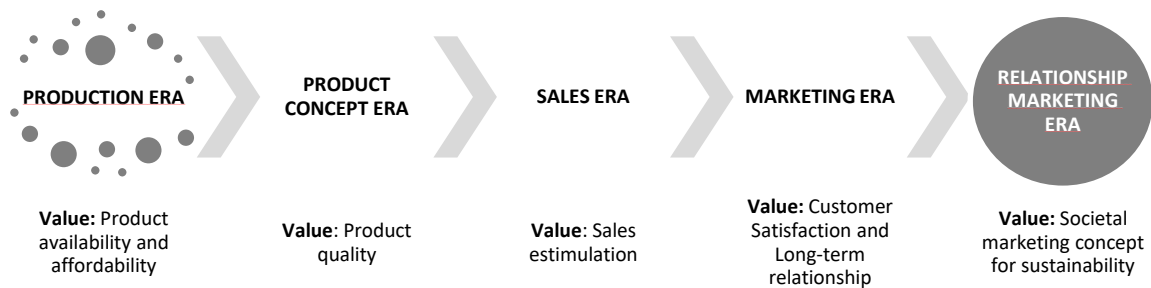 PRODUCTION ERA
PRODUCT
CONCEPT ERA
SALES ERA
MARKETING ERA
RELATIONSHIP
MARKETING
ERA
Value: Product
availability and
affordability
Value: Product
quality
Value: Sales
estimulation
Value: Customer
Satisfaction and
Long-term
relationship
Value: Societal
marketing concept
for sustainability